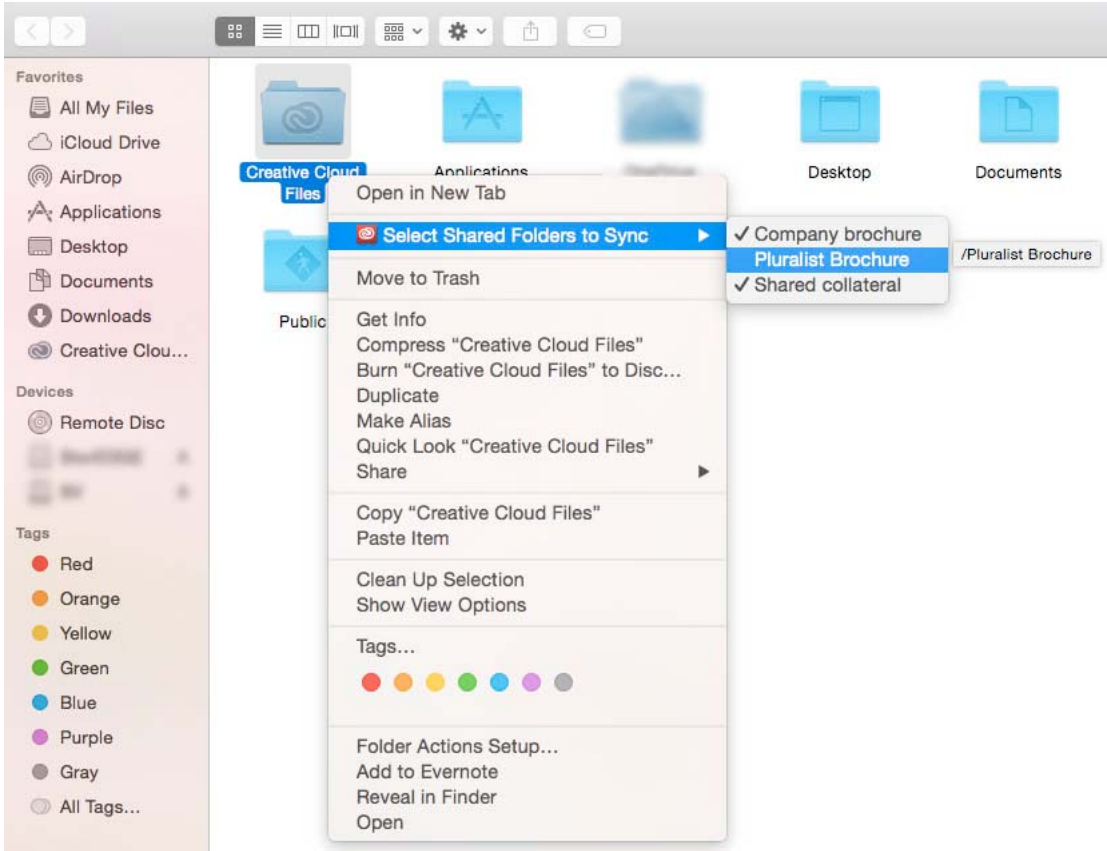 Favorites
All My Files
iCloud Drive
AirDrop
Applications
Desktop
Documents
Downloads
Creative Clou...
Devices
Remote Disc
Tags
Red
Orange
Yellow
Green
Blue
Purple
Gray
All Tags...
Creative Cloud
Files
Applications
Desktop
Documents
Public
Open in New Tab
Select Shared Folders to Sync
Move to Trash
Get Info
Compress “Creative Cloud Files”
Burn “Creative Cloud Files” to Disc...
Duplicate
Make Alias
Quick Look “Creative Cloud Files”
Share
Copy “Creative Cloud Files”
Paste Item
Clean Up Selection
Show View Options
Tags...
Folder Actions Setup...
Add to Evernote
Reveal in Finder
Open
Company brochure
Pluralist Brochure
Shared collateral
/Pluralist Brochure